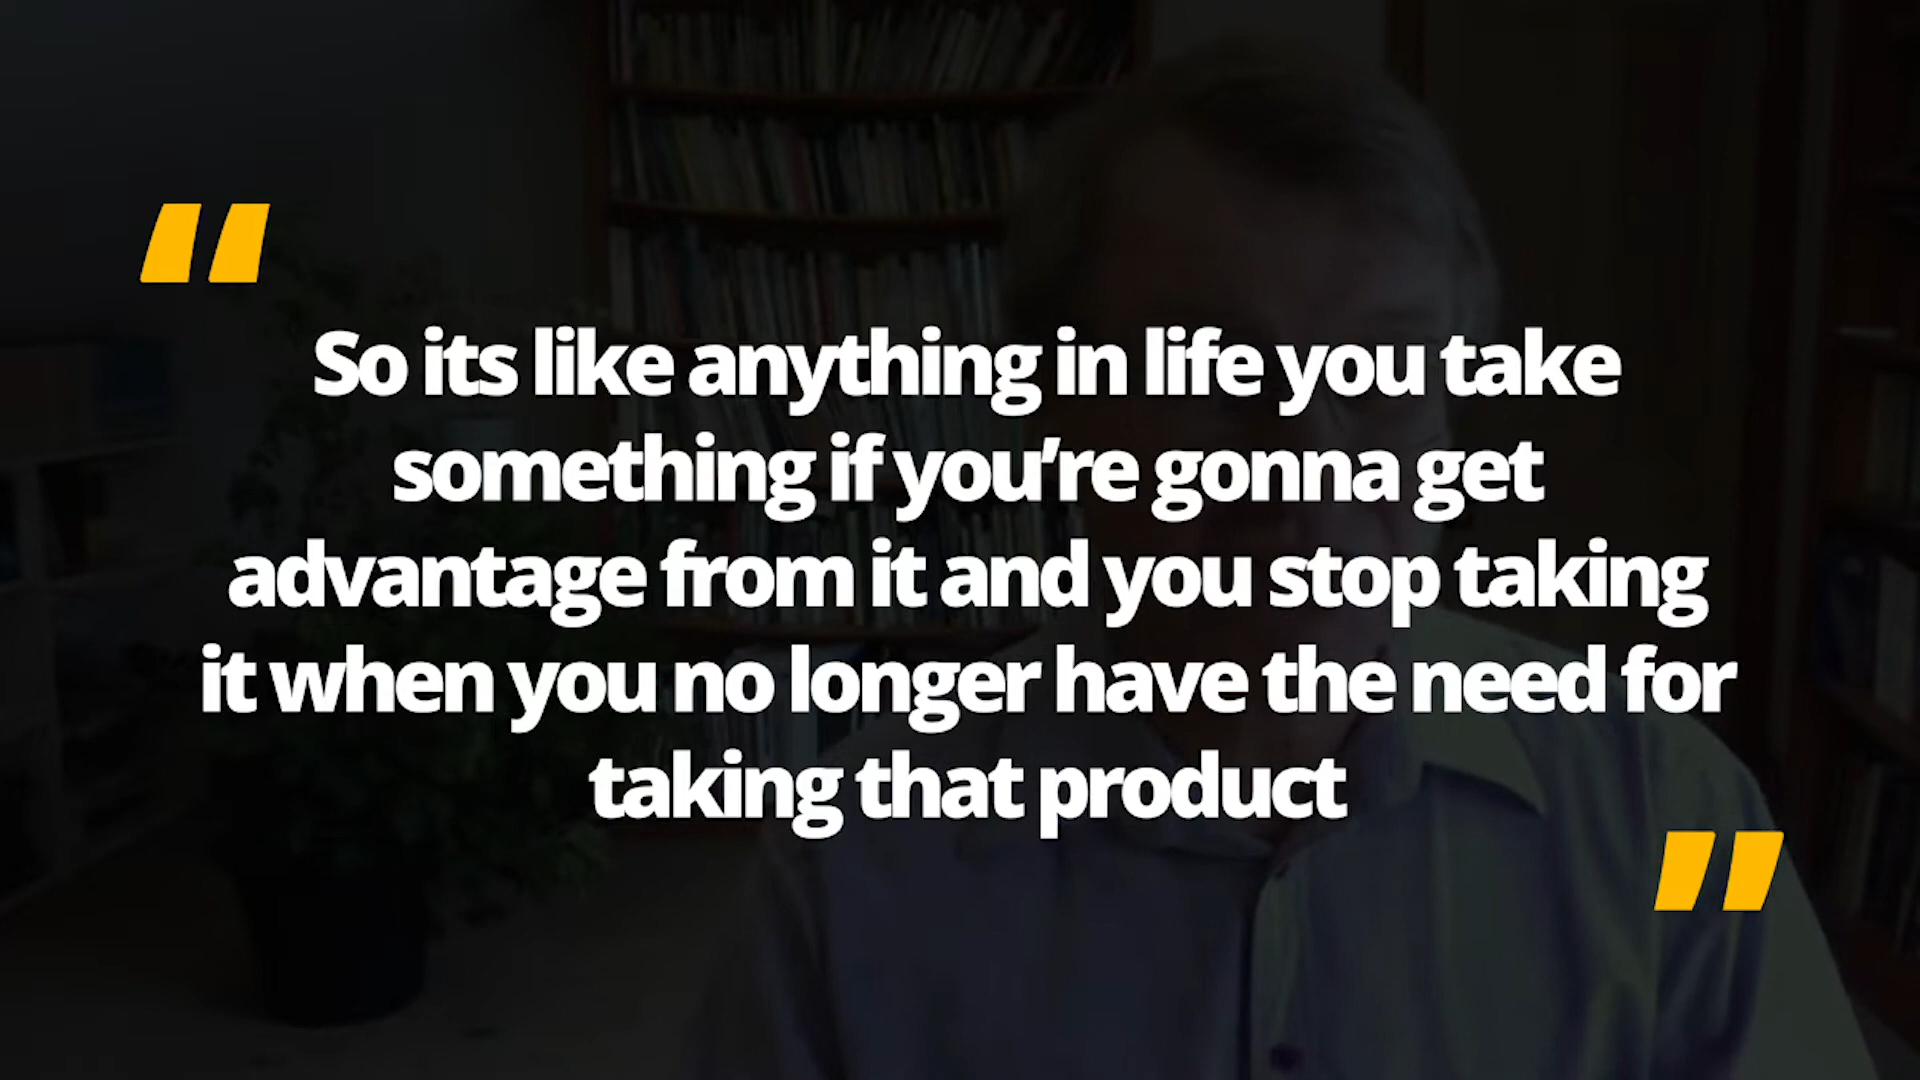 “
So its like anything in life you take
something if you’re gonna get
advantage from it and you stop taking
it when you no longer have the need for
taking that product
”